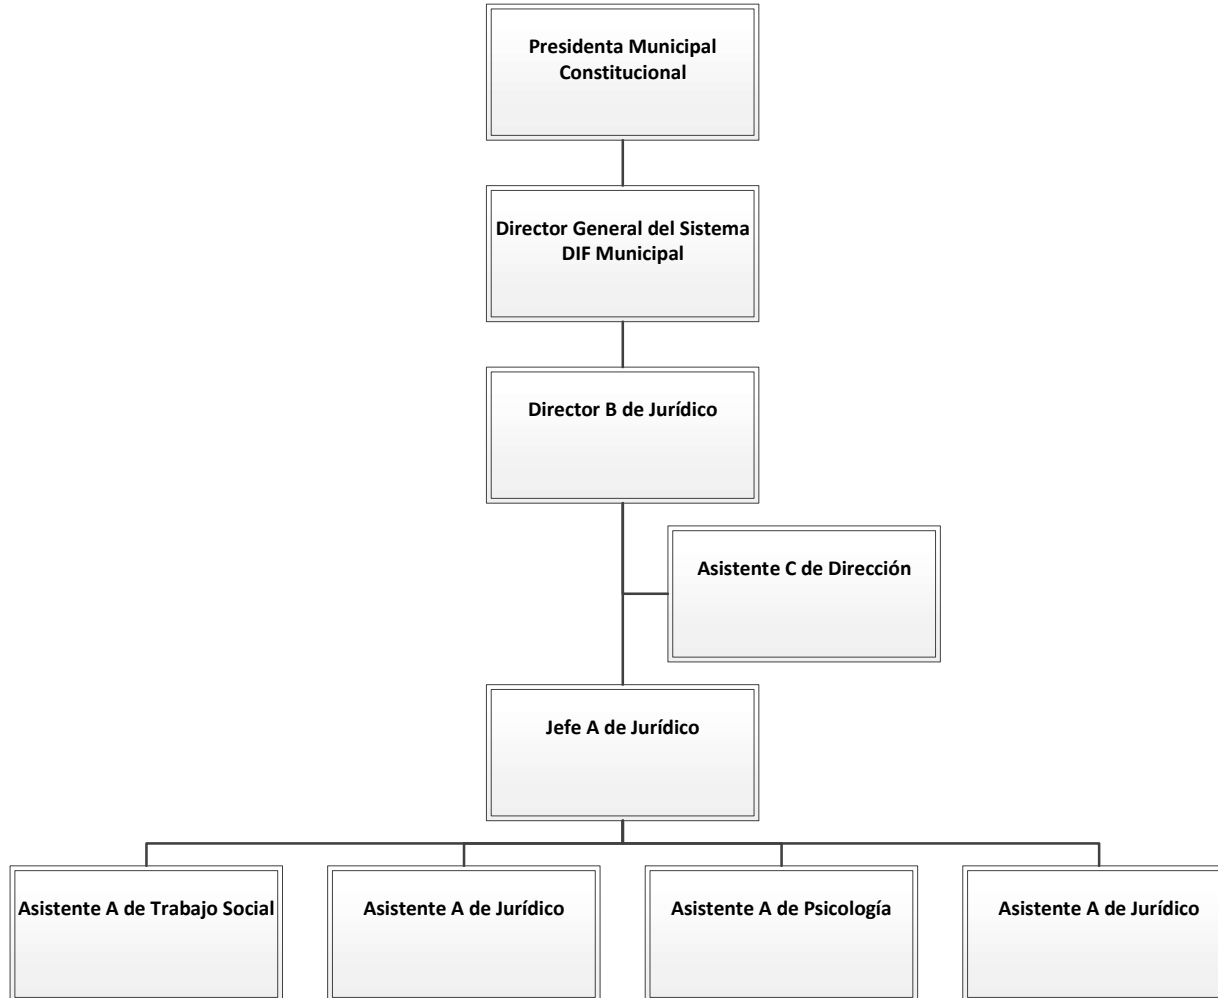 Presidenta Municipal
Constitucional
Director General del Sistema
DIF Municipal
Director B de Jurídico
Asistente C de Dirección
Jefe A de Jurídico
Asistente A de Trabajo Social
Asistente A de Jurídico
Asistente A de Psicología
Asistente A de Jurídico